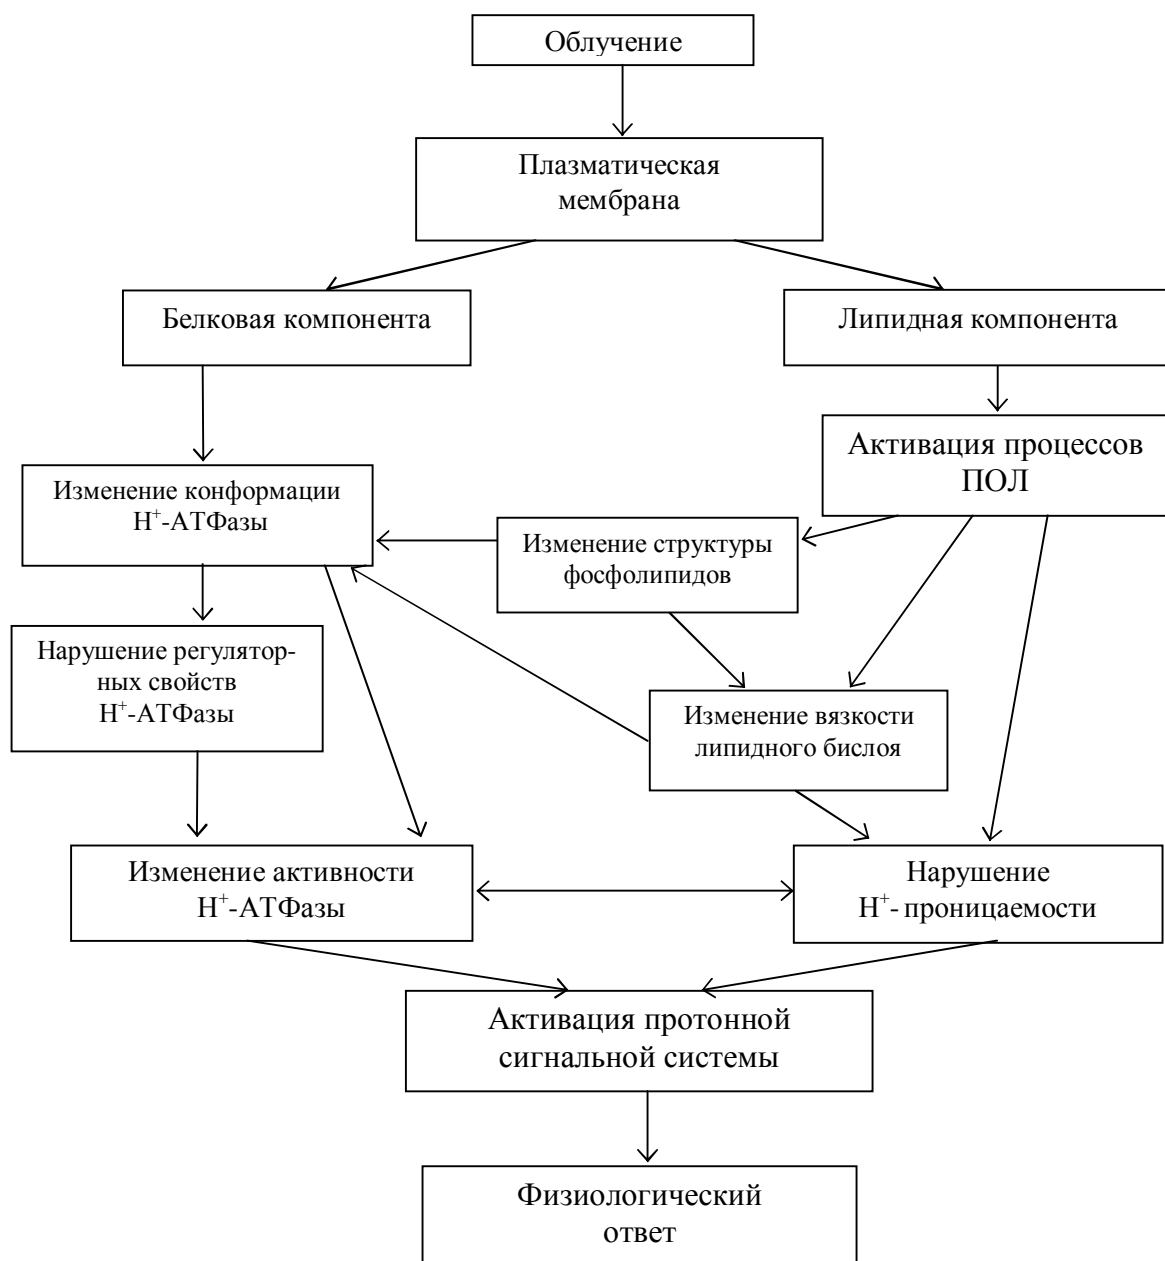 Облучение
Плазматическая
мембрана
Белковая компонента
Липидная компонента
Активация процессов
ПОЛ
Изменение конформации
H⁺-АТФазы
Изменение структуры
фосфолипидов
Нарушение регулятор-
ных свойств
H⁺-АТФазы
Изменение вязкости
липидного бислоя
Изменение активности
H⁺-АТФазы
Нарушение
H⁺- проницаемости
Активация протонной
сигнальной системы
Физиологический
ответ